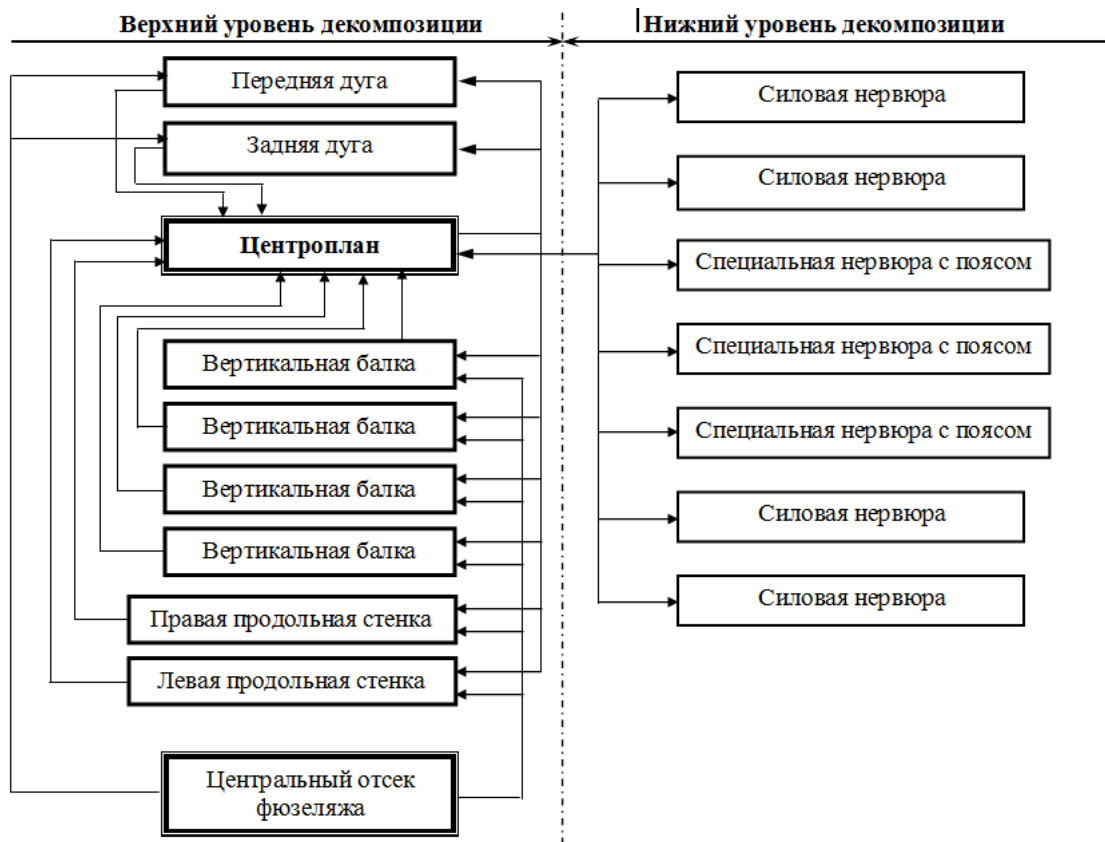 Верхний уровень декомпозиции
Нижний уровень декомпозиции
Передняя дуга
Задняя дуга
Центроплан
Вертикальная балка
Вертикальная балка
Вертикальная балка
Вертикальная балка
Правая продольная стенка
Левая продольная стенка
Центральный отсек
фюзеляжа
Силовая нервюра
Силовая нервюра
Специальная нервюра с поясом
Специальная нервюра с поясом
Специальная нервюра с поясом
Силовая нервюра
Силовая нервюра